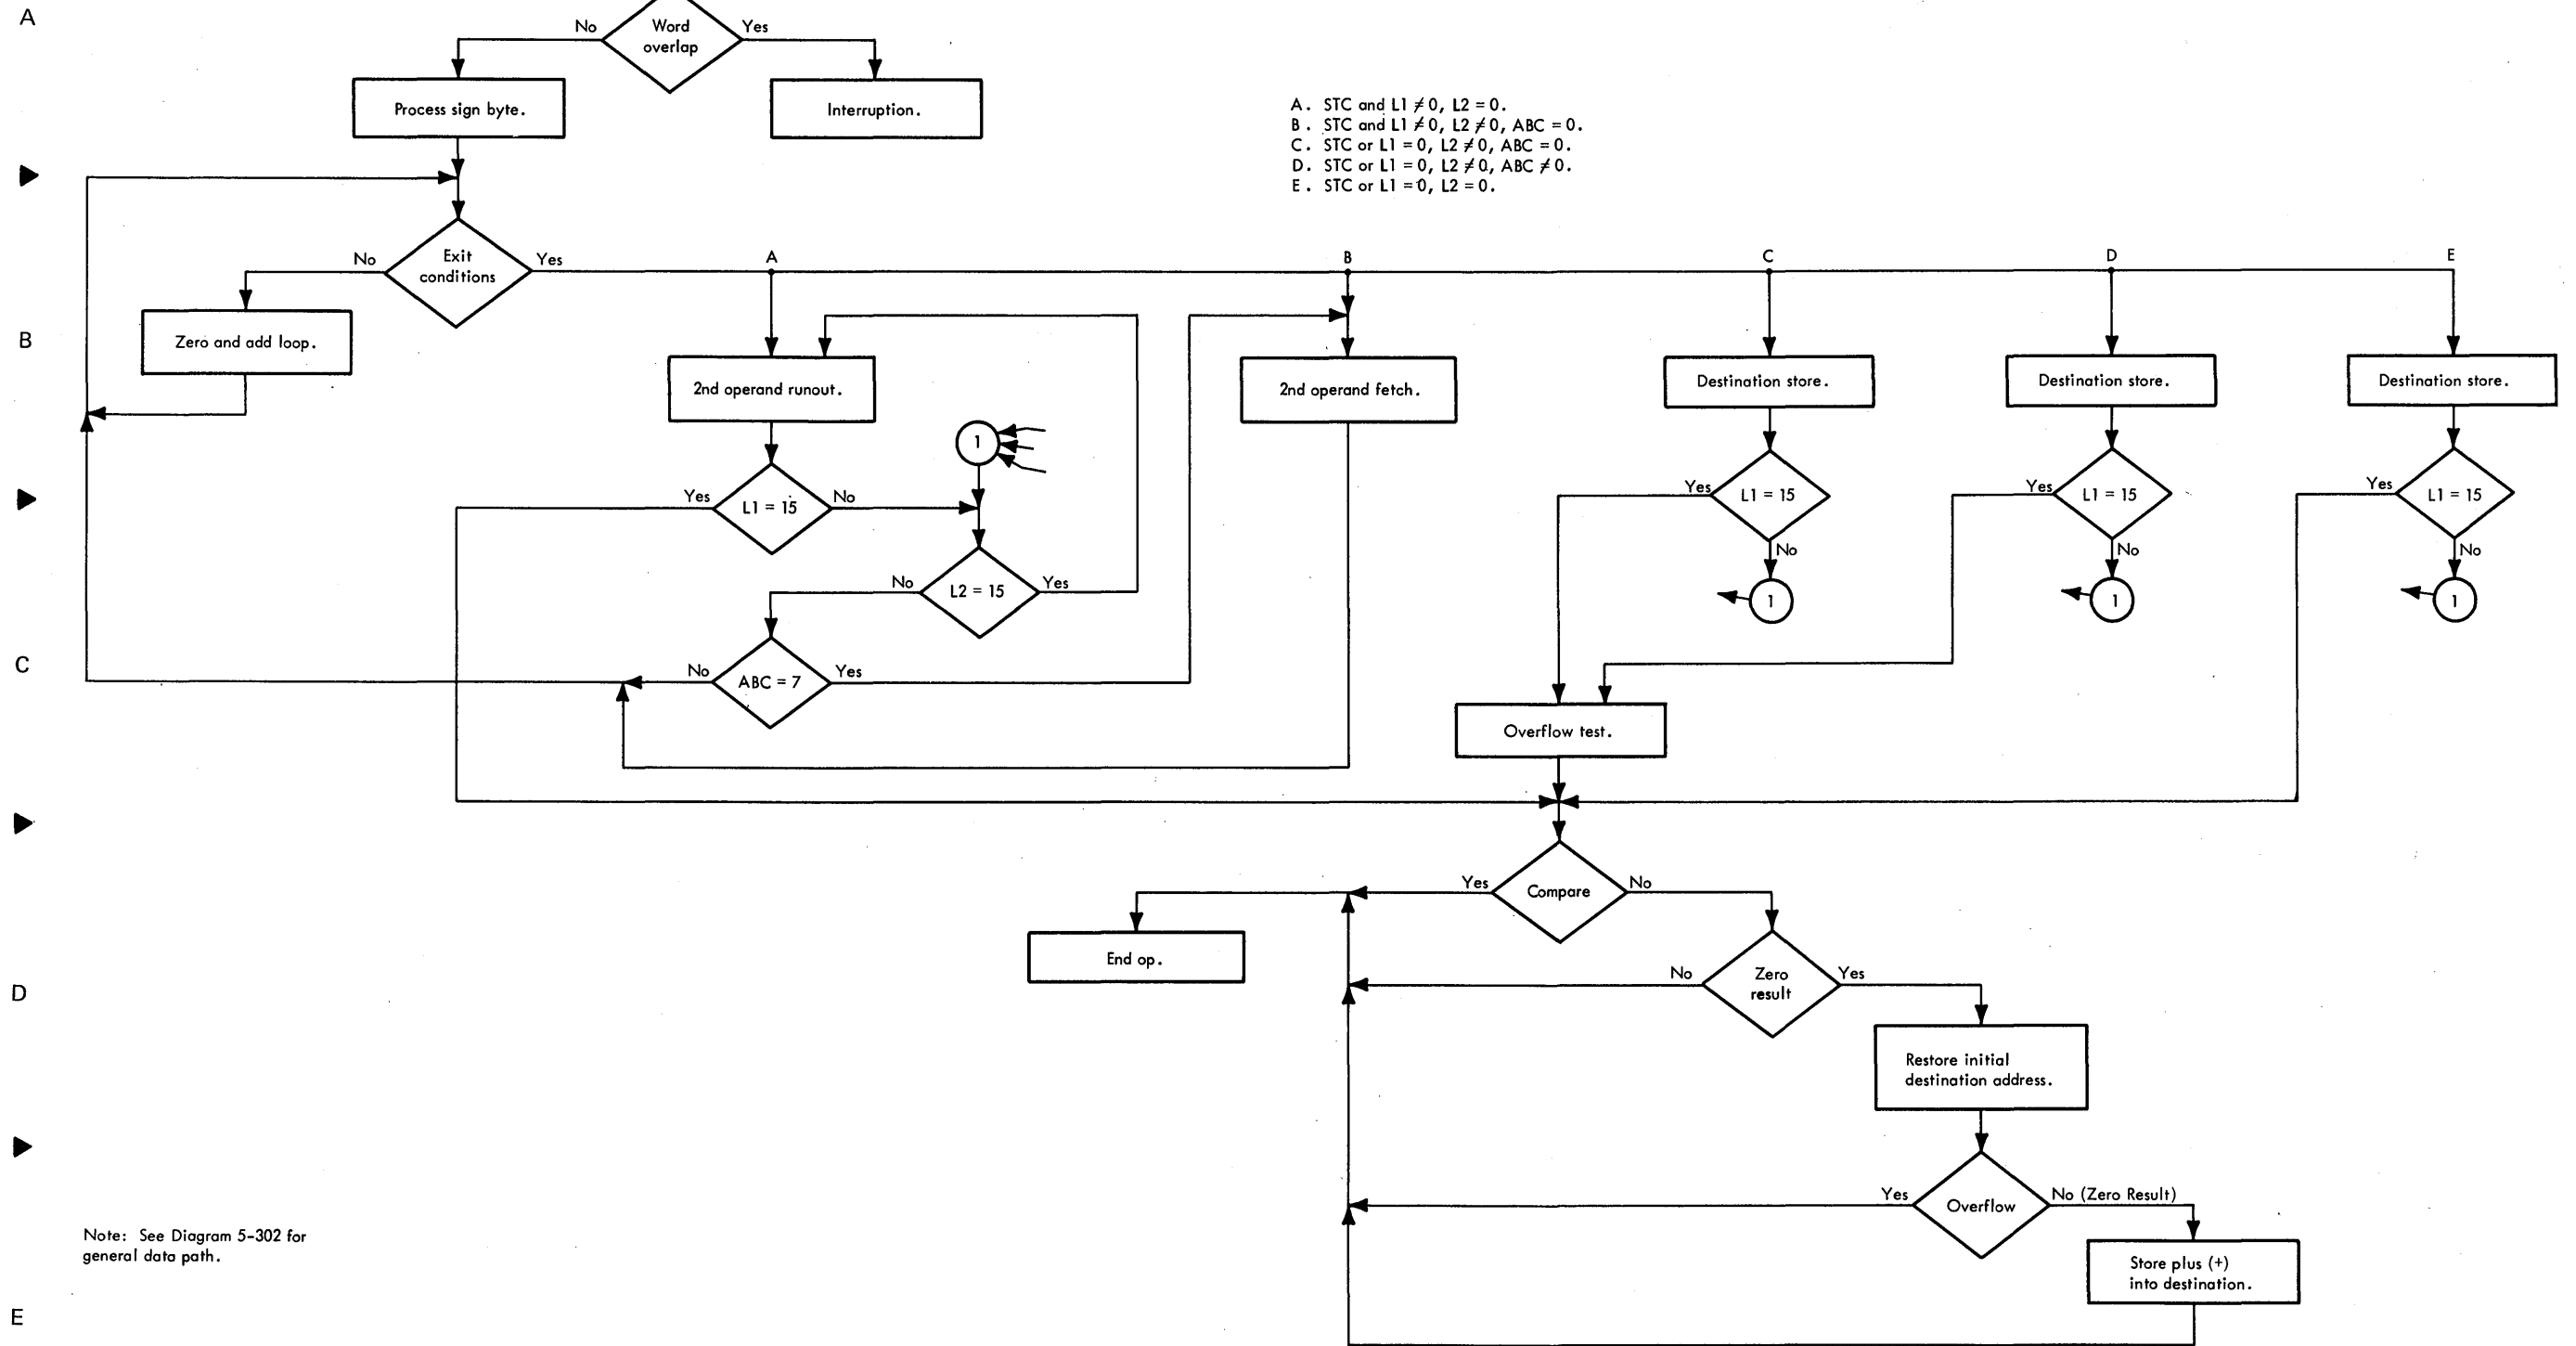 A
No
Word
overlap
Yes
Process sign byte.
Interruption.
A. STC and L1 ≠ 0, L2 = 0.
B. STC and L1 ≠ 0, L2 ≠ 0, ABC = 0.
C. STC or L1 = 0, L2 ≠ 0, ABC = 0.
D. STC or L1 = 0, L2 ≠ 0, ABC ≠ 0.
E. STC or L1 = 0, L2 = 0.
No
Exit
conditions
Yes
A
B
C
D
E
B
Zero and add loop.
2nd operand runout.
2nd operand fetch.
Destination store.
Destination store.
Destination store.
1
Yes
L1 = 15
No
Yes
L1 = 15
No
Yes
L1 = 15
No
Yes
L1 = 15
No
No
L2 = 15
Yes
1
1
1
C
No
ABC = 7
Yes
Overflow test.
Yes
Compare
No
End op.
D
No
Zero
result
Yes
Restore initial
destination address.
Yes
Overflow
No (Zero Result)
Note: See Diagram 5-302 for
general data path.
Store plus (+)
into destination.
E